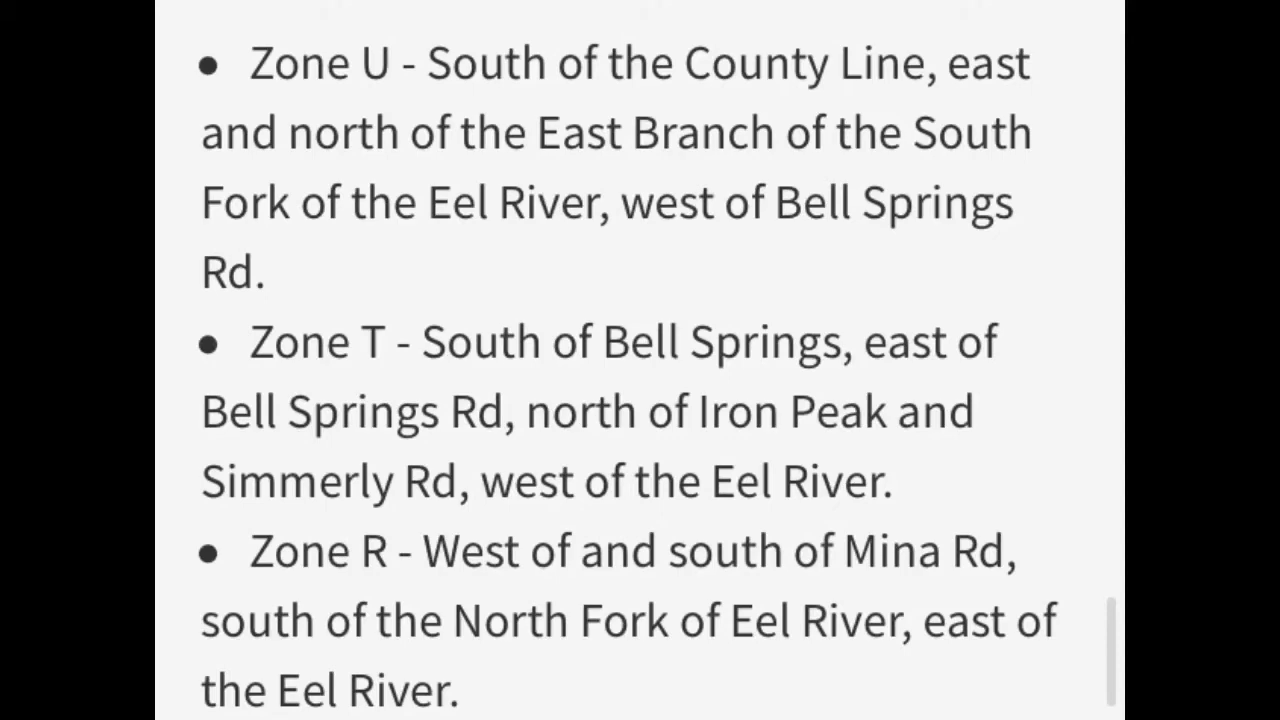 • Zone U - South of the County Line, east
and north of the East Branch of the South
Fork of the Eel River, west of Bell Springs
Rd.
• Zone T - South of Bell Springs, east of
Bell Springs Rd, north of Iron Peak and
Simmerly Rd, west of the Eel River.
• Zone R - West of and south of Mina Rd,
south of the North Fork of Eel River, east of
the Eel River.